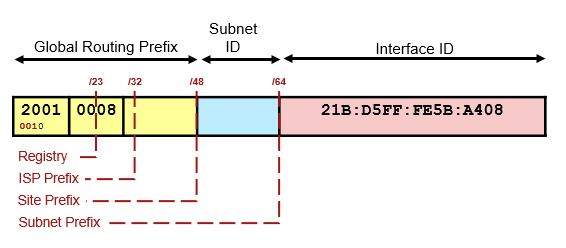 Subnet
ID
Global Routing Prefix
Interface ID
/23
/32
/48
/64
2001
0008
21B:D5FF:FE5B:A408
0010
Registry
ISP Prefix
Site Prefix
Subnet Prefix